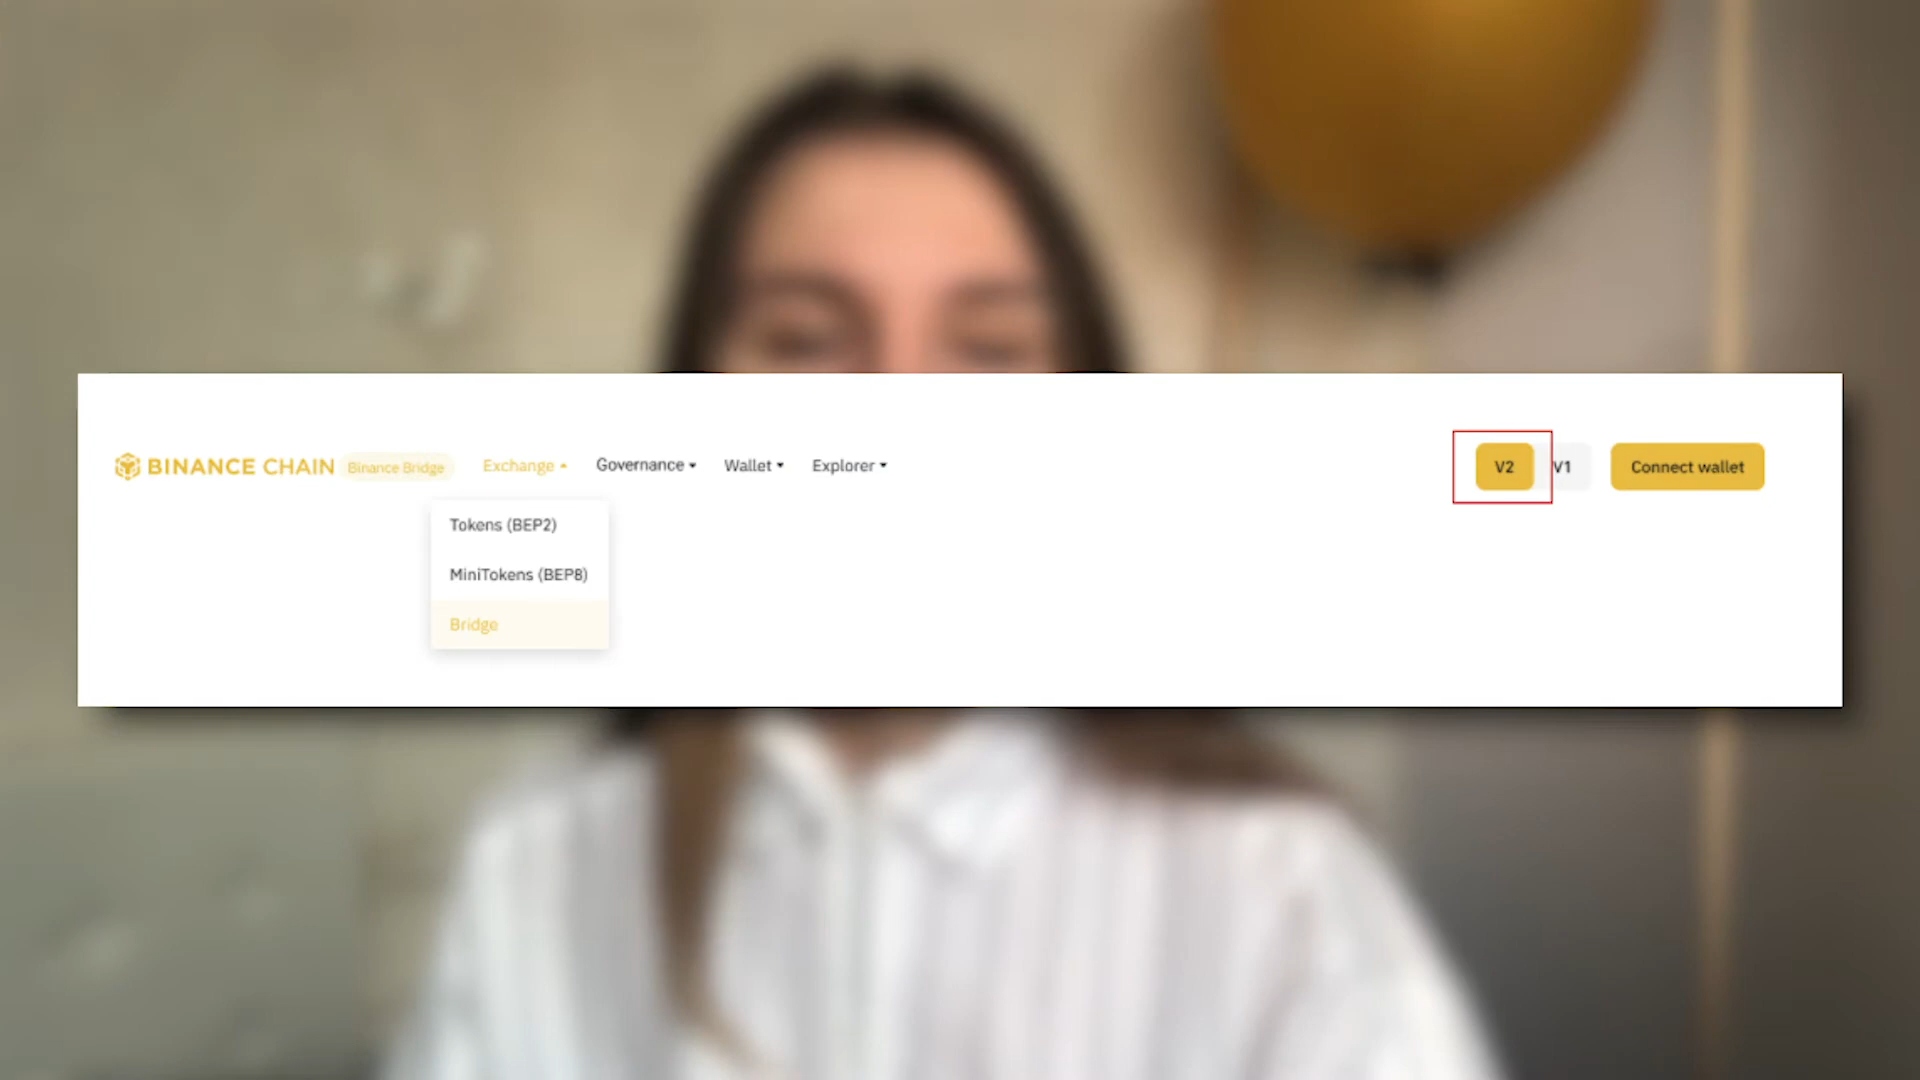 BINANCE CHAIN Binance Bridge Exchange Governance Wallet Explorer V2 V1 Connect wallet
Tokens (BEP2)
MiniTokens (BEP8)
Bridge